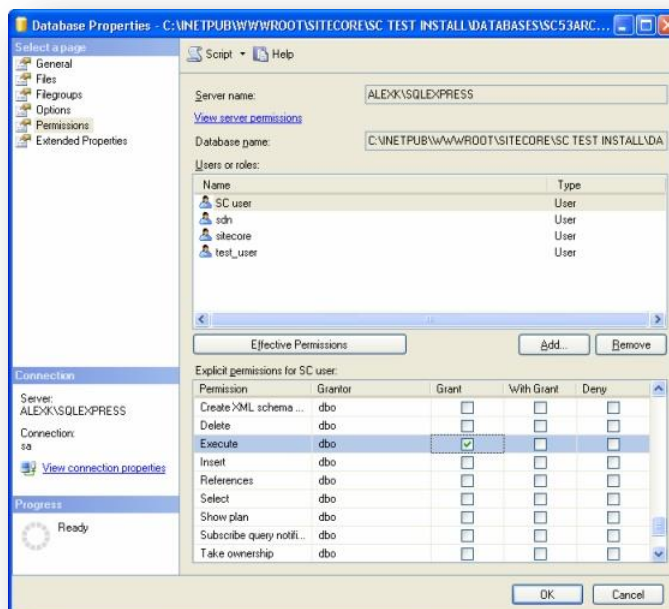 Database Properties - C:\INETPUB\WWWROOT\SITECORE\SC TEST INSTALL\DATABASES\SC53ARC...
Select a page
General
Files
Filegroups
Options
Permissions
Extended Properties
Script Help
Server name: ALEXK\SQLEXPRESS
View server permissions
Database name: C:\INETPUB\WWWROOT\SITECORE\SC TEST INSTALL\DA
Users or roles:
Name Type
SC user User
sdn User
sitecore User
test_user User
Effective Permissions Add... Remove
Explicit permissions for SC user:
Permission Grantor Grant With Grant Deny
Create XML schema ... dbo
Delete dbo
Execute dbo
Insert dbo
References dbo
Select dbo
Show plan dbo
Subscribe query notifi... dbo
Take ownership dbo
Connection
Server:
ALEXK\SQLEXPRESS
Connection:
sa
View connection properties
Progress
Ready
OK Cancel